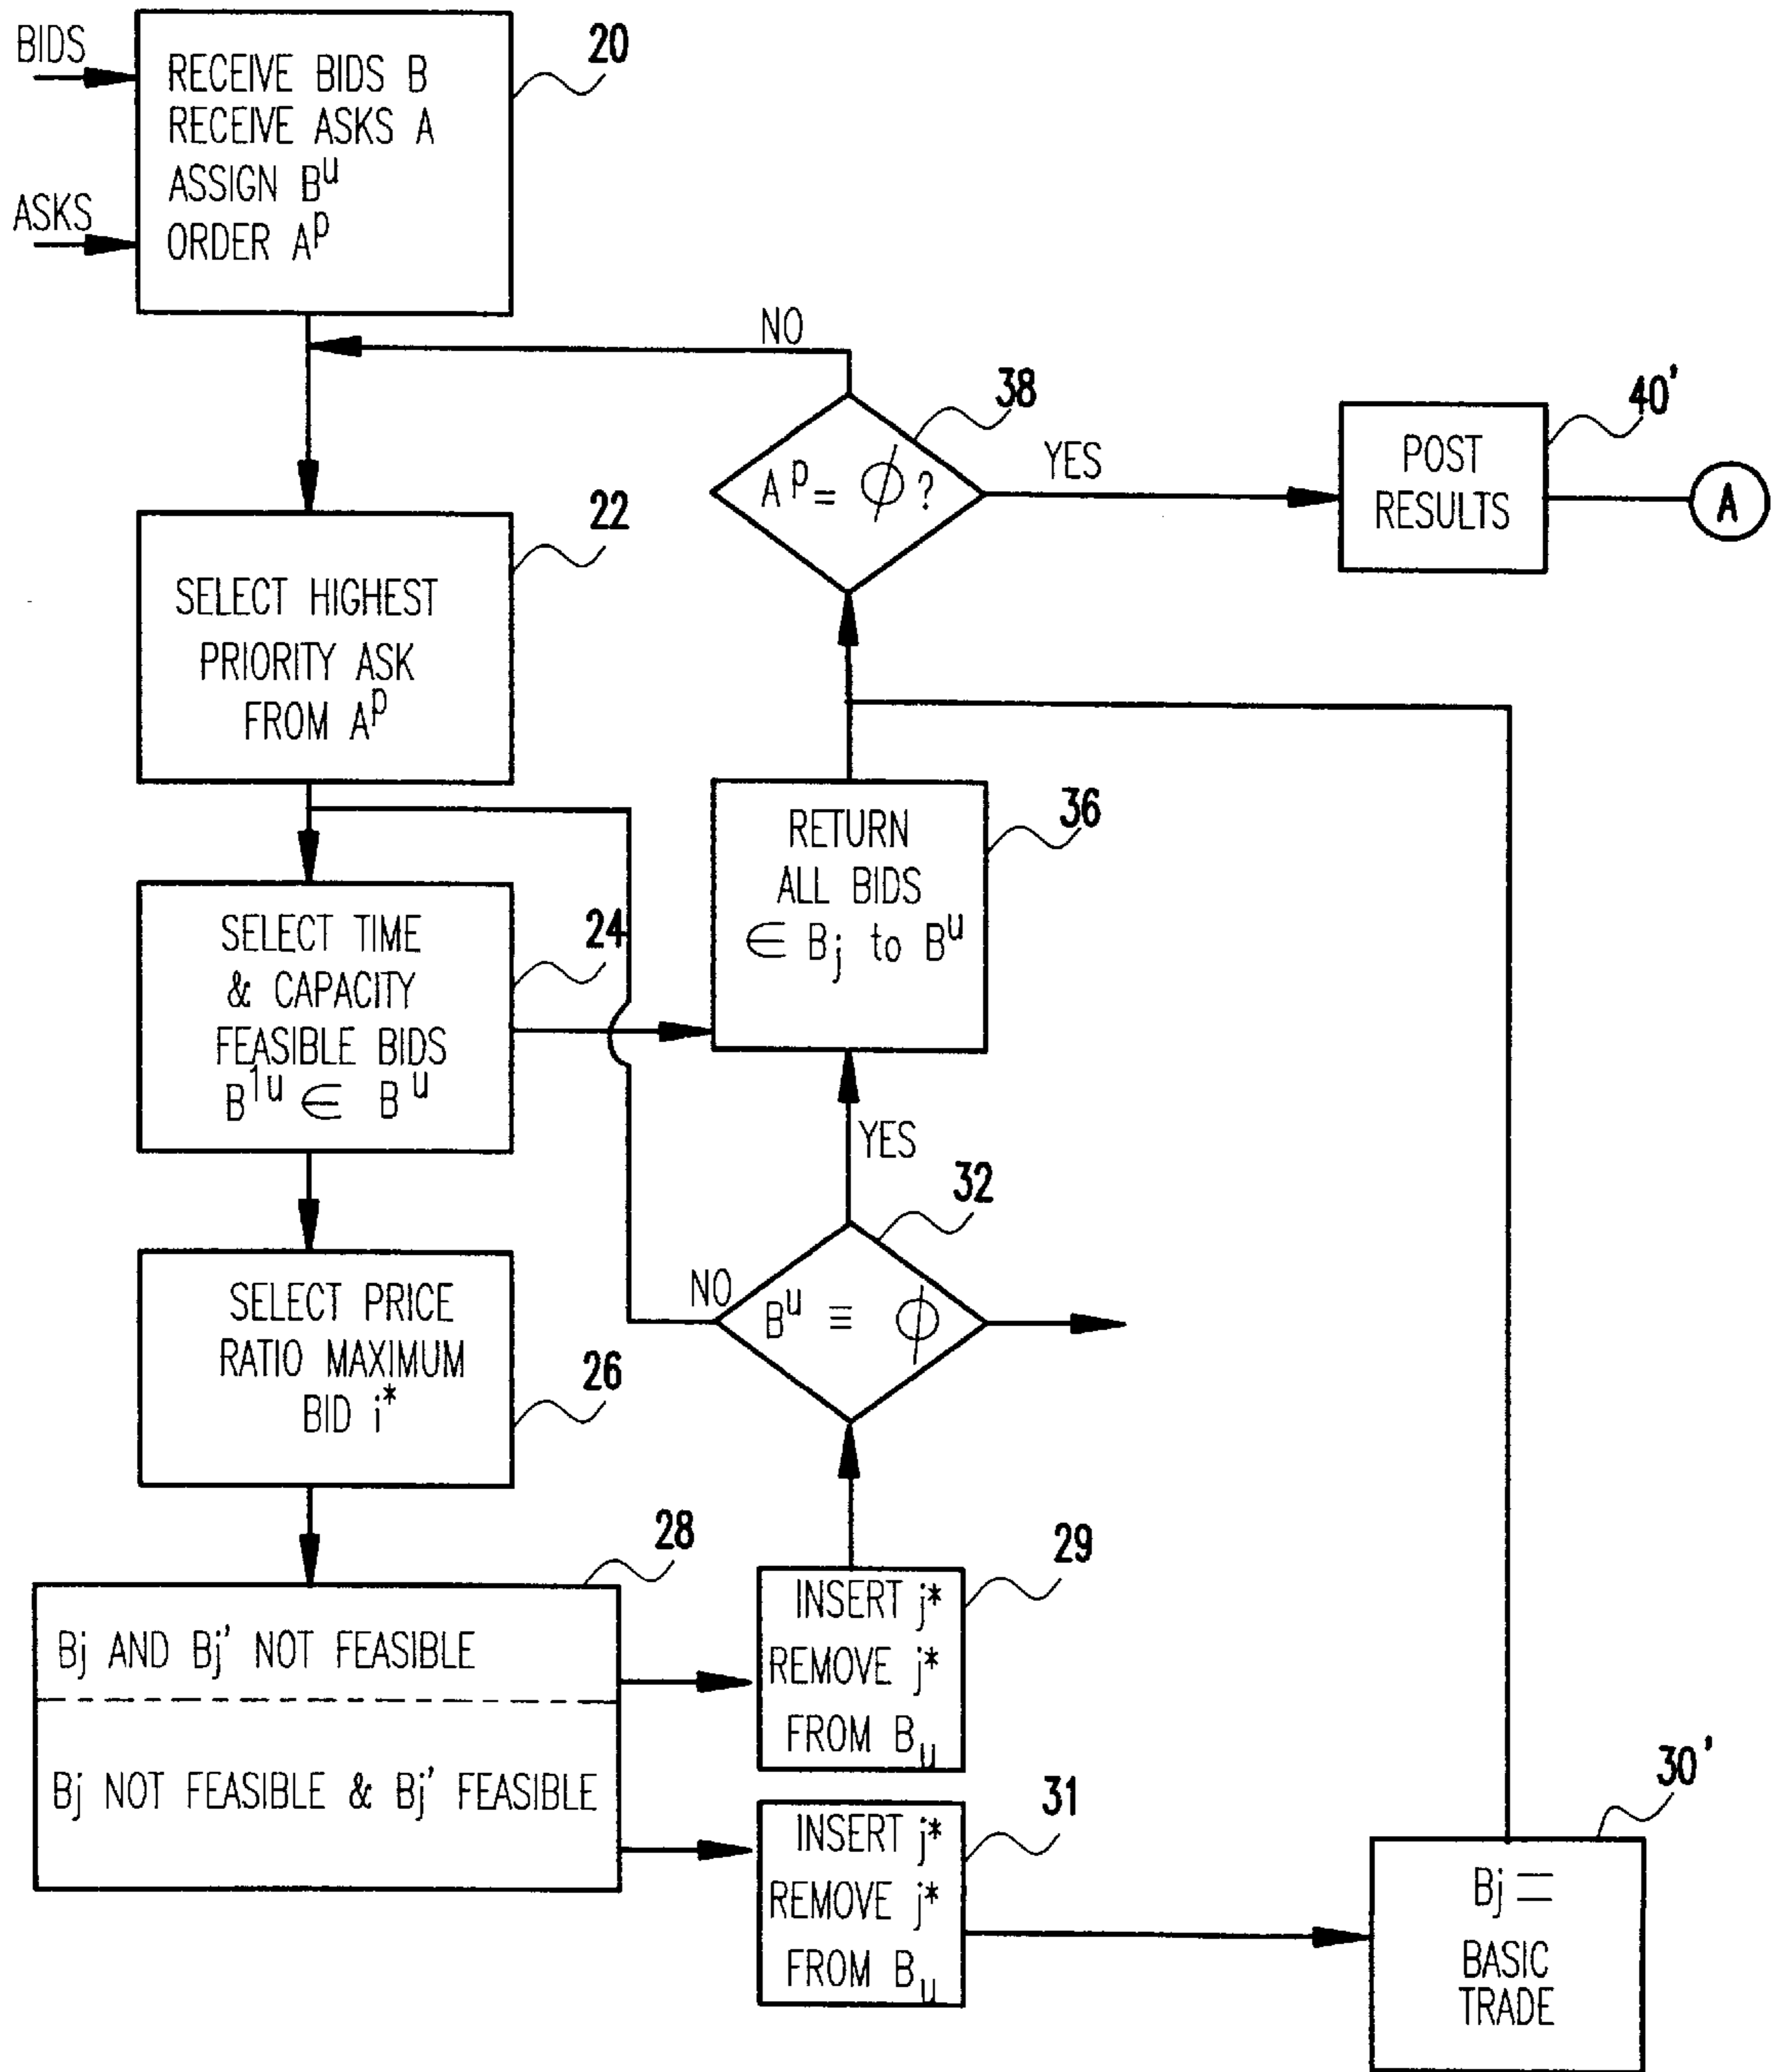 BIDS
ASKS
20
RECEIVE BIDS B
RECEIVE ASKS A
ASSIGN B^u
ORDER A^p
NO
38
A^p = ϕ ?
YES
40'
POST
RESULTS
A
22
SELECT HIGHEST
PRIORITY ASK
FROM A^p
36
RETURN
ALL BIDS
∈ Bj to B^u
24
SELECT TIME
& CAPACITY
FEASIBLE BIDS
B^1u ∈ B^u
YES
32
NO
B^u ≡ ϕ
26
SELECT PRICE
RATIO MAXIMUM
BID i*
28
Bj AND Bj' NOT FEASIBLE
Bj NOT FEASIBLE & Bj' FEASIBLE
29
INSERT j*
REMOVE j*
FROM B_u
31
INSERT j*
REMOVE j*
FROM B_u
30'
Bj =
BASIC
TRADE